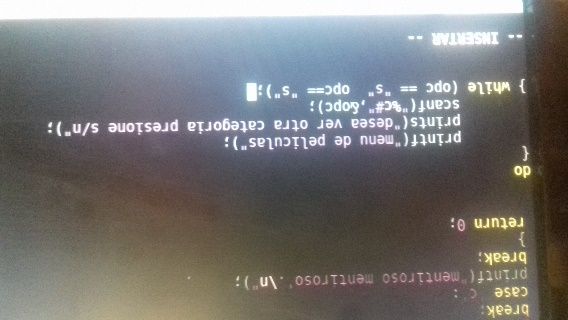 break;
case 'c':
printf("mentiroso mentiroso .\n");
break;
}
return 0;
do
{
printf("menu de peliculas");
prints("desea ver otra categoria presione s/n");
scanf("%c#",&opc);
} while (opc == "s" opc== "s");
-- INSERTAR --